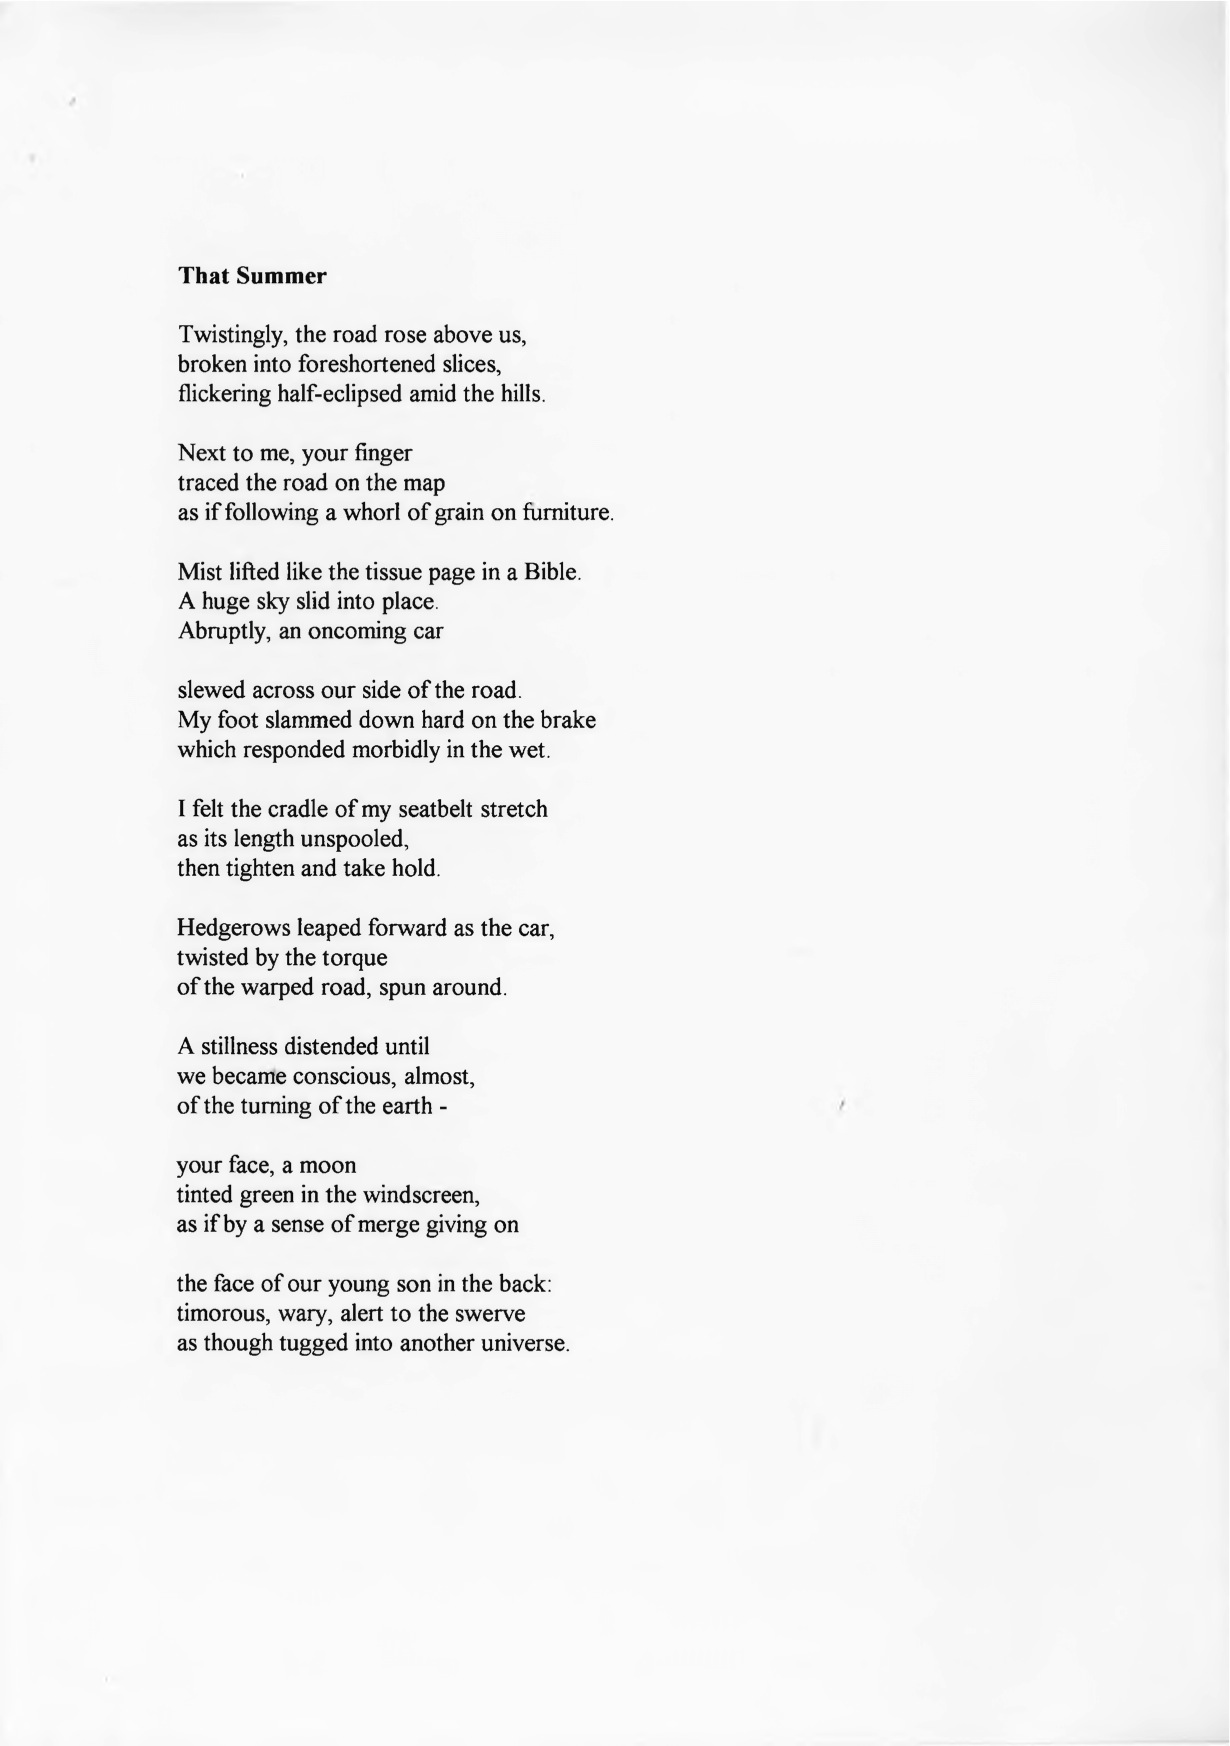 That Summer
Twistingly, the road rose above us,
broken into foreshortened slices,
flickering half-eclipsed amid the hills.
Next to me, your finger
traced the road on the map
as if following a whorl of grain on furniture.
Mist lifted like the tissue page in a Bible.
A huge sky slid into place.
Abruptly, an oncoming car
slewed across our side of the road.
My foot slammed down hard on the brake
which responded morbidly in the wet.
I felt the cradle of my seatbelt stretch
as its length unspooled,
then tighten and take hold.
Hedgerows leaped forward as the car,
twisted by the torque
of the warped road, spun around.
A stillness distended until
we became conscious, almost,
of the turning of the earth -
your face, a moon
tinted green in the windscreen,
as if by a sense of merge giving on
the face of our young son in the back:
timorous, wary, alert to the swerve
as though tugged into another universe.